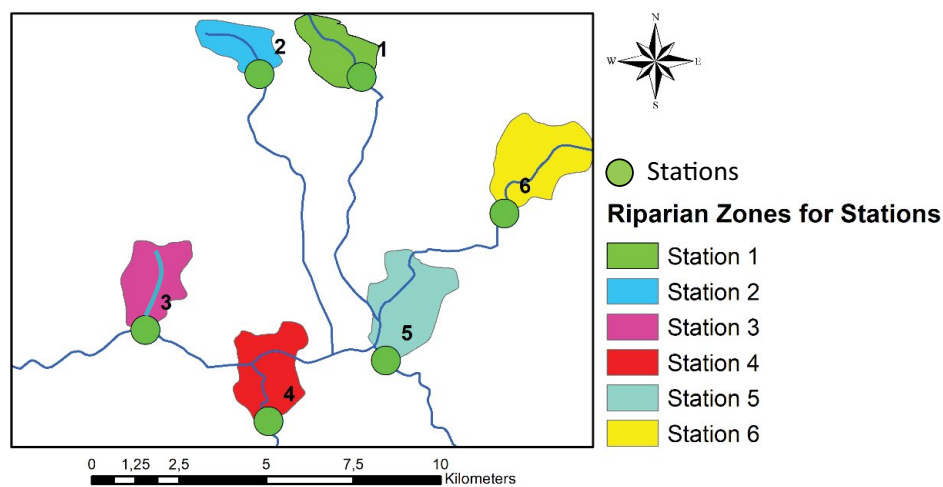 1
2
3
4
5
6
N
W
E
S
Stations
Riparian Zones for Stations
Station 1
Station 2
Station 3
Station 4
Station 5
Station 6
0 1,25 2,5 5 7,5 10
Kilometers